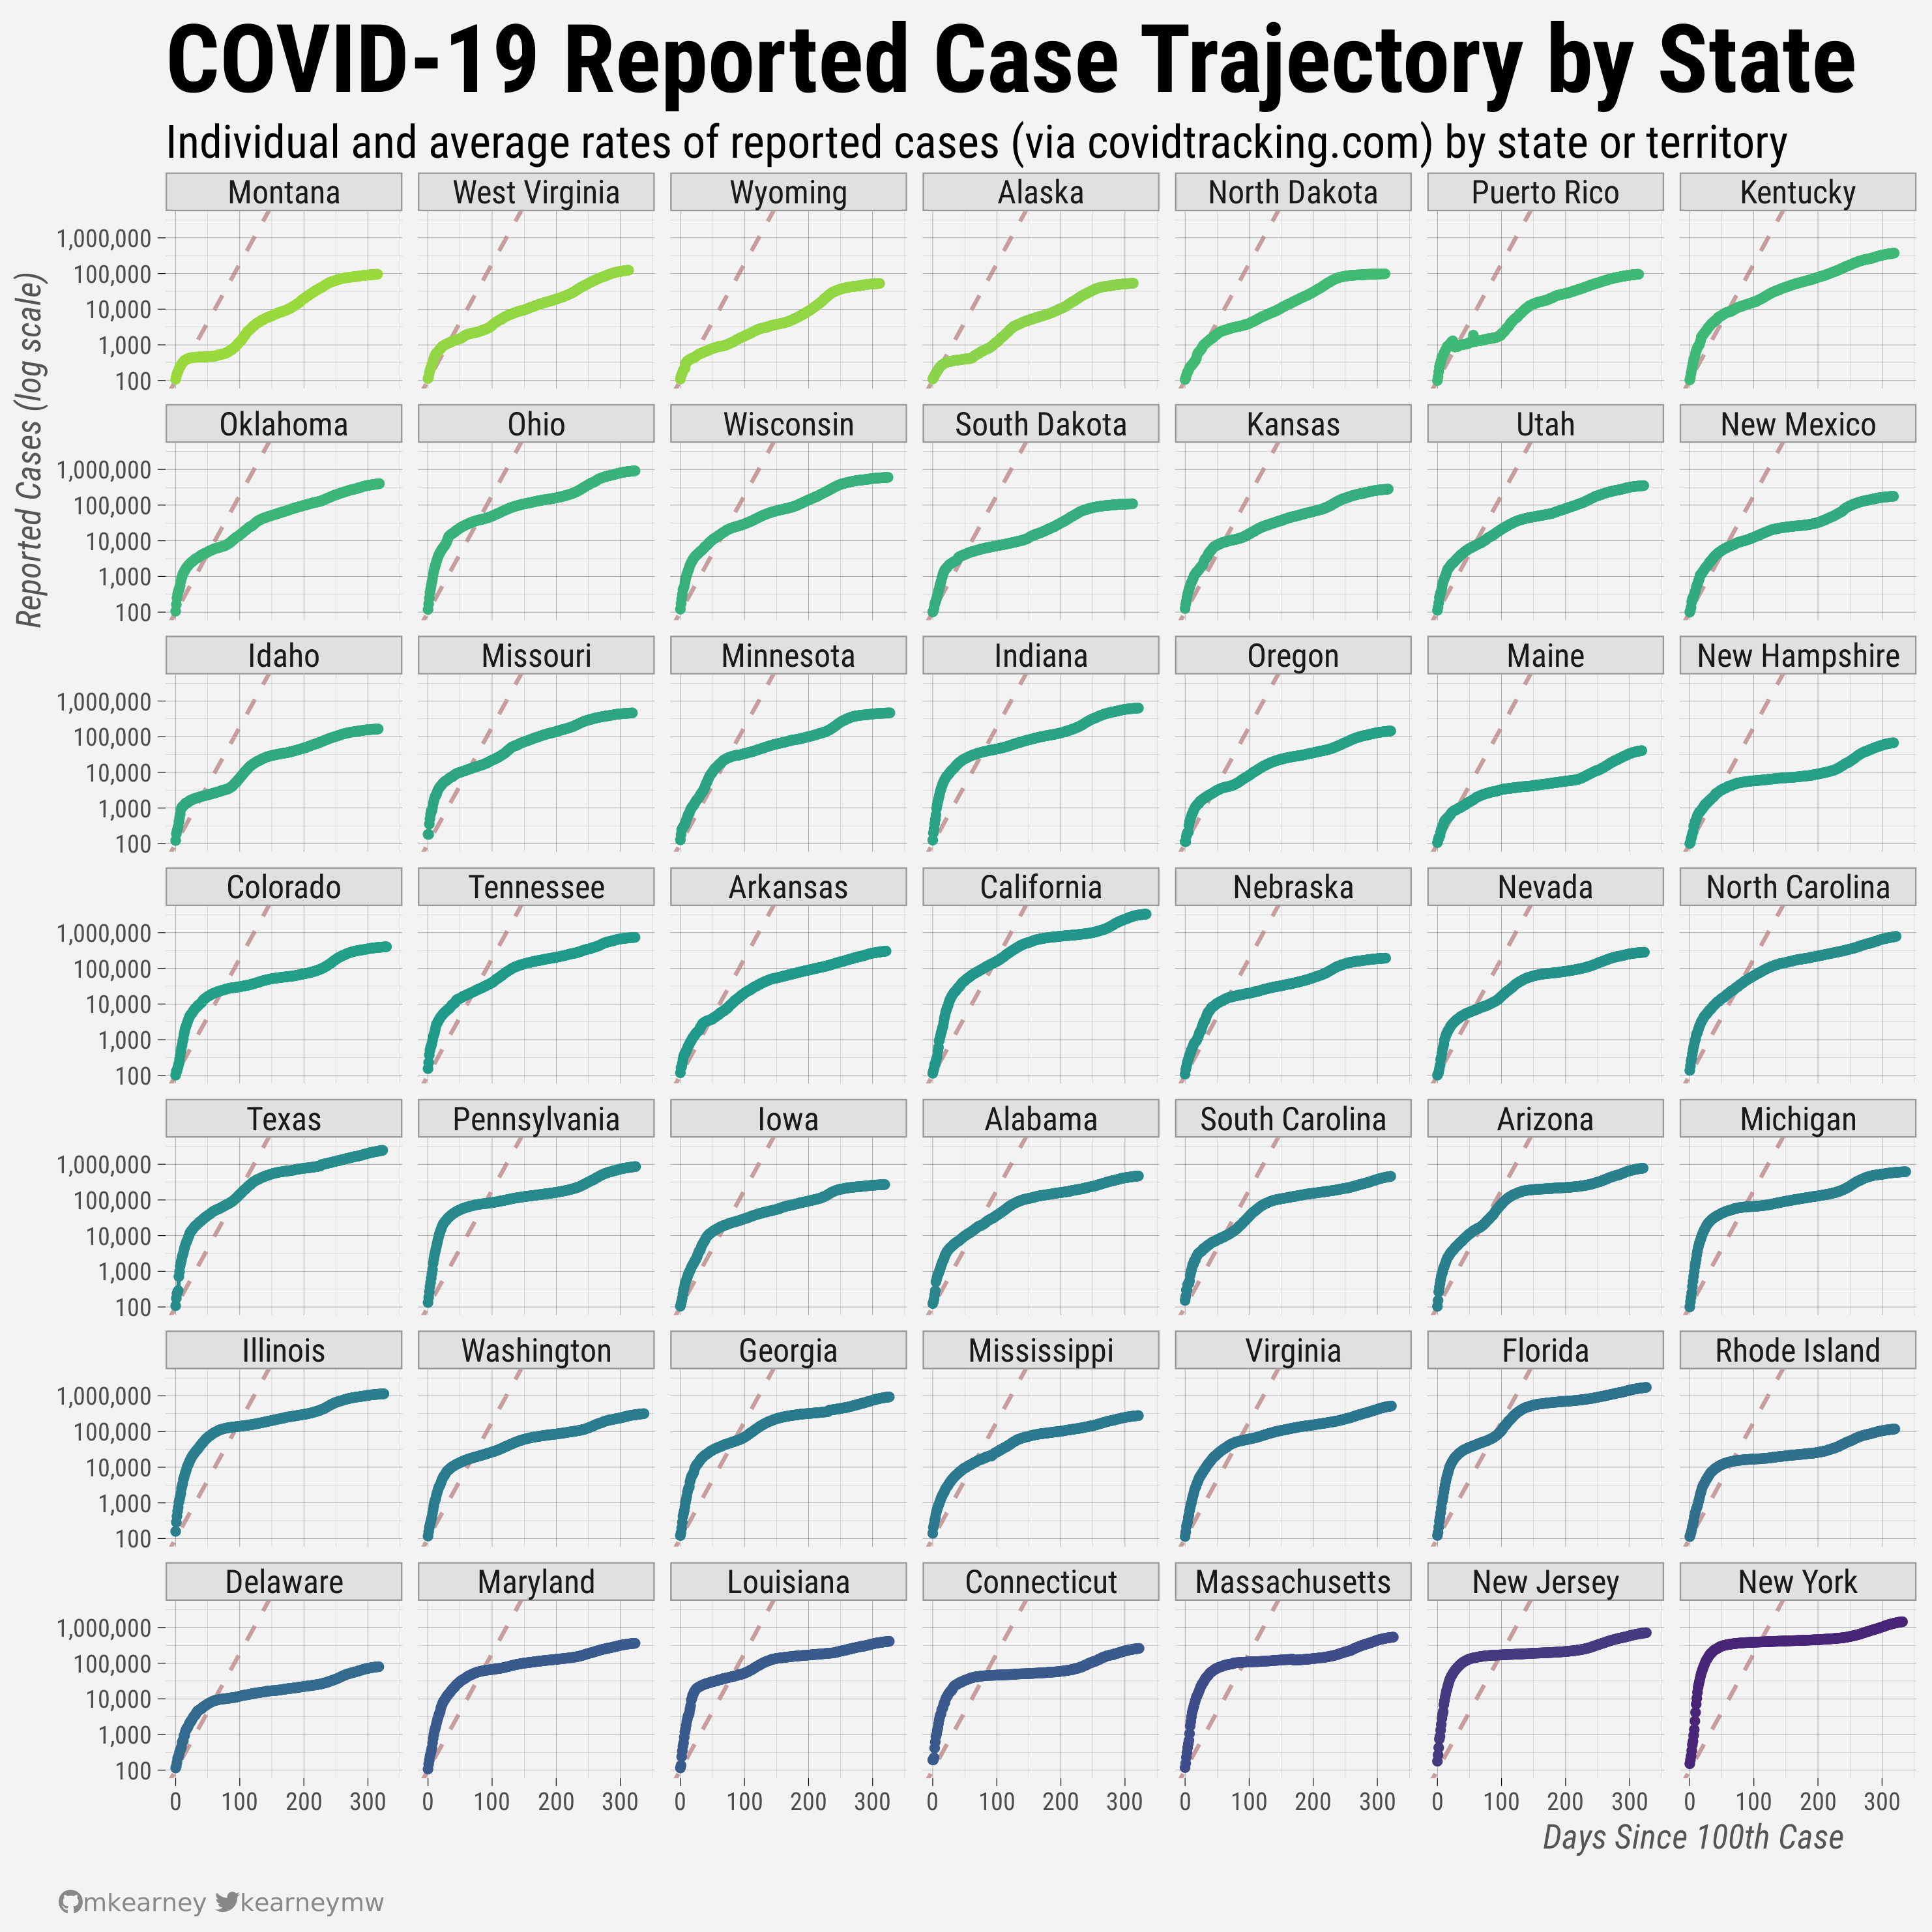 COVID-19 Reported Case Trajectory by State
Individual and average rates of reported cases (via covidtracking.com) by state or territory
Reported Cases (log scale)
Montana West Virginia Wyoming Alaska North Dakota Puerto Rico Kentucky
1,000,000
100,000
10,000
1,000
100
Oklahoma Ohio Wisconsin South Dakota Kansas Utah New Mexico
1,000,000
100,000
10,000
1,000
100
Idaho Missouri Minnesota Indiana Oregon Maine New Hampshire
1,000,000
100,000
10,000
1,000
100
Colorado Tennessee Arkansas California Nebraska Nevada North Carolina
1,000,000
100,000
10,000
1,000
100
Texas Pennsylvania Iowa Alabama South Carolina Arizona Michigan
1,000,000
100,000
10,000
1,000
100
Illinois Washington Georgia Mississippi Virginia Florida Rhode Island
1,000,000
100,000
10,000
1,000
100
Delaware Maryland Louisiana Connecticut Massachusetts New Jersey New York
1,000,000
100,000
10,000
1,000
100
0 100 200 300 0 100 200 300 0 100 200 300 0 100 200 300 0 100 200 300 0 100 200 300 0 100 200 300
Days Since 100th Case
mkearney kearneymw